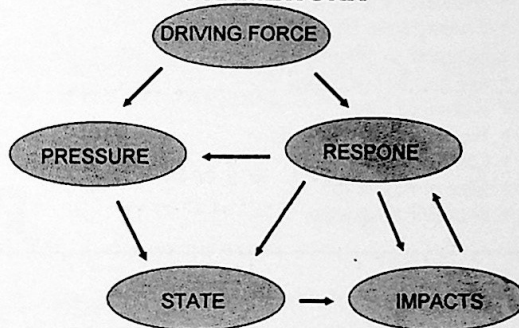 DRIVING FORCE
PRESSURE
RESPONE
STATE
IMPACTS